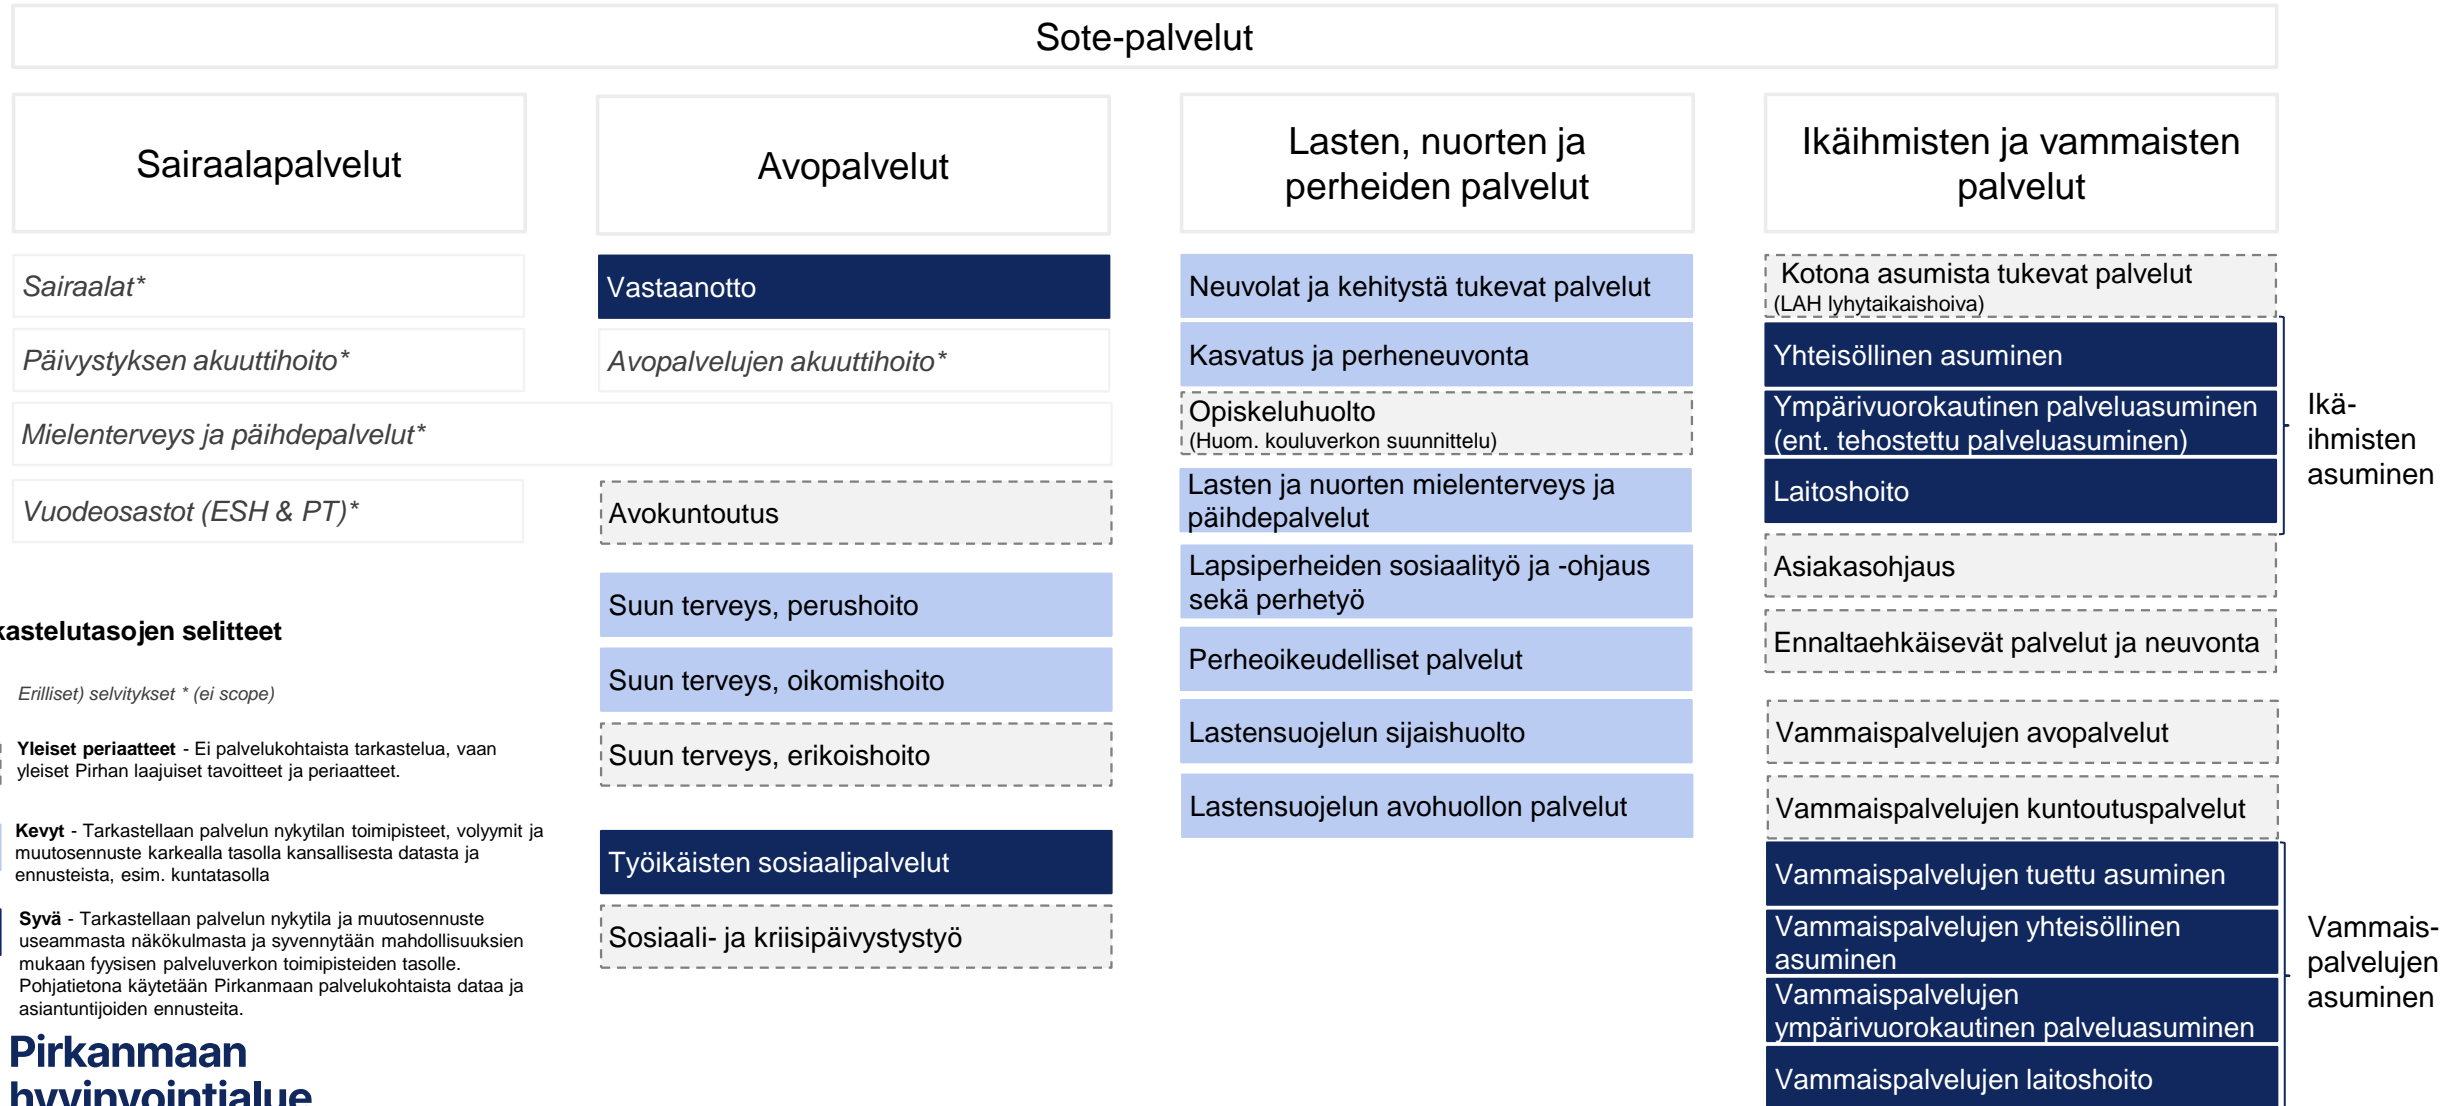 Sote-palvelut
Sairaalapalvelut
Sairaalat*
Päivystyksen akuuttihoito*
Mielenterveys ja päihdepalvelut*
Vuodeosastot (ESH & PT)*
Avopalvelut
Vastaanotto
Avopalvelujen akuuttihoito*
Avokuntoutus
Suun terveys, perushoito
Suun terveys, oikomishoito
Suun terveys, erikoishoito
Työikäisten sosiaalipalvelut
Sosiaali- ja kriisipäivystystyö
Lasten, nuorten ja
perheiden palvelut
Neuvolat ja kehitystä tukevat palvelut
Kasvatus ja perheneuvonta
Opiskeluhuolto
(Huom. kouluverkon suunnittelu)
Lasten ja nuorten mielenterveys ja
päihdepalvelut
Lapsiperheiden sosiaalityö ja -ohjaus
sekä perhetyö
Perheoikeudelliset palvelut
Lastensuojelun sijaishuolto
Lastensuojelun avohuollon palvelut
Ikäihmisten ja vammaisten
palvelut
Kotona asumista tukevat palvelut
(LAH lyhytaikaishoiva)
Yhteisöllinen asuminen
Ympärivuorokautinen palveluasuminen
(ent. tehostettu palveluasuminen)
Laitoshoito
Ikä-
ihmisten
asuminen
Asiakasohjaus
Ennaltaehkäisevät palvelut ja neuvonta
Vammaispalvelujen avopalvelut
Vammaispalvelujen kuntoutuspalvelut
Vammaispalvelujen tuettu asuminen
Vammaispalvelujen yhteisöllinen
asuminen
Vammaispalvelujen
ympärivuorokautinen palveluasuminen
Vammaispalvelujen laitoshoito
Vammais-
palvelujen
asuminen
kastelutasojen selitteet
Erilliset) selvitykset * (ei scope)
Yleiset periaatteet - Ei palvelukohtaista tarkastelua, vaan
yleiset Pirhan laajuiset tavoitteet ja periaatteet.
Kevyt - Tarkastellaan palvelun nykytilan toimipisteet, volyymit ja
muutosennuste karkealla tasolla kansallisesta datasta ja
ennusteista, esim. kuntatasolla
Syvä - Tarkastellaan palvelun nykytila ja muutosennuste
useammasta näkökulmasta ja syvennytään mahdollisuuksien
mukaan fyysisen palveluverkon toimipisteiden tasolle.
Pohjatietona käytetään Pirkanmaan palvelukohtaista dataa ja
asiantuntijoiden ennusteita.
Pirkanmaan
hyvinvointialue